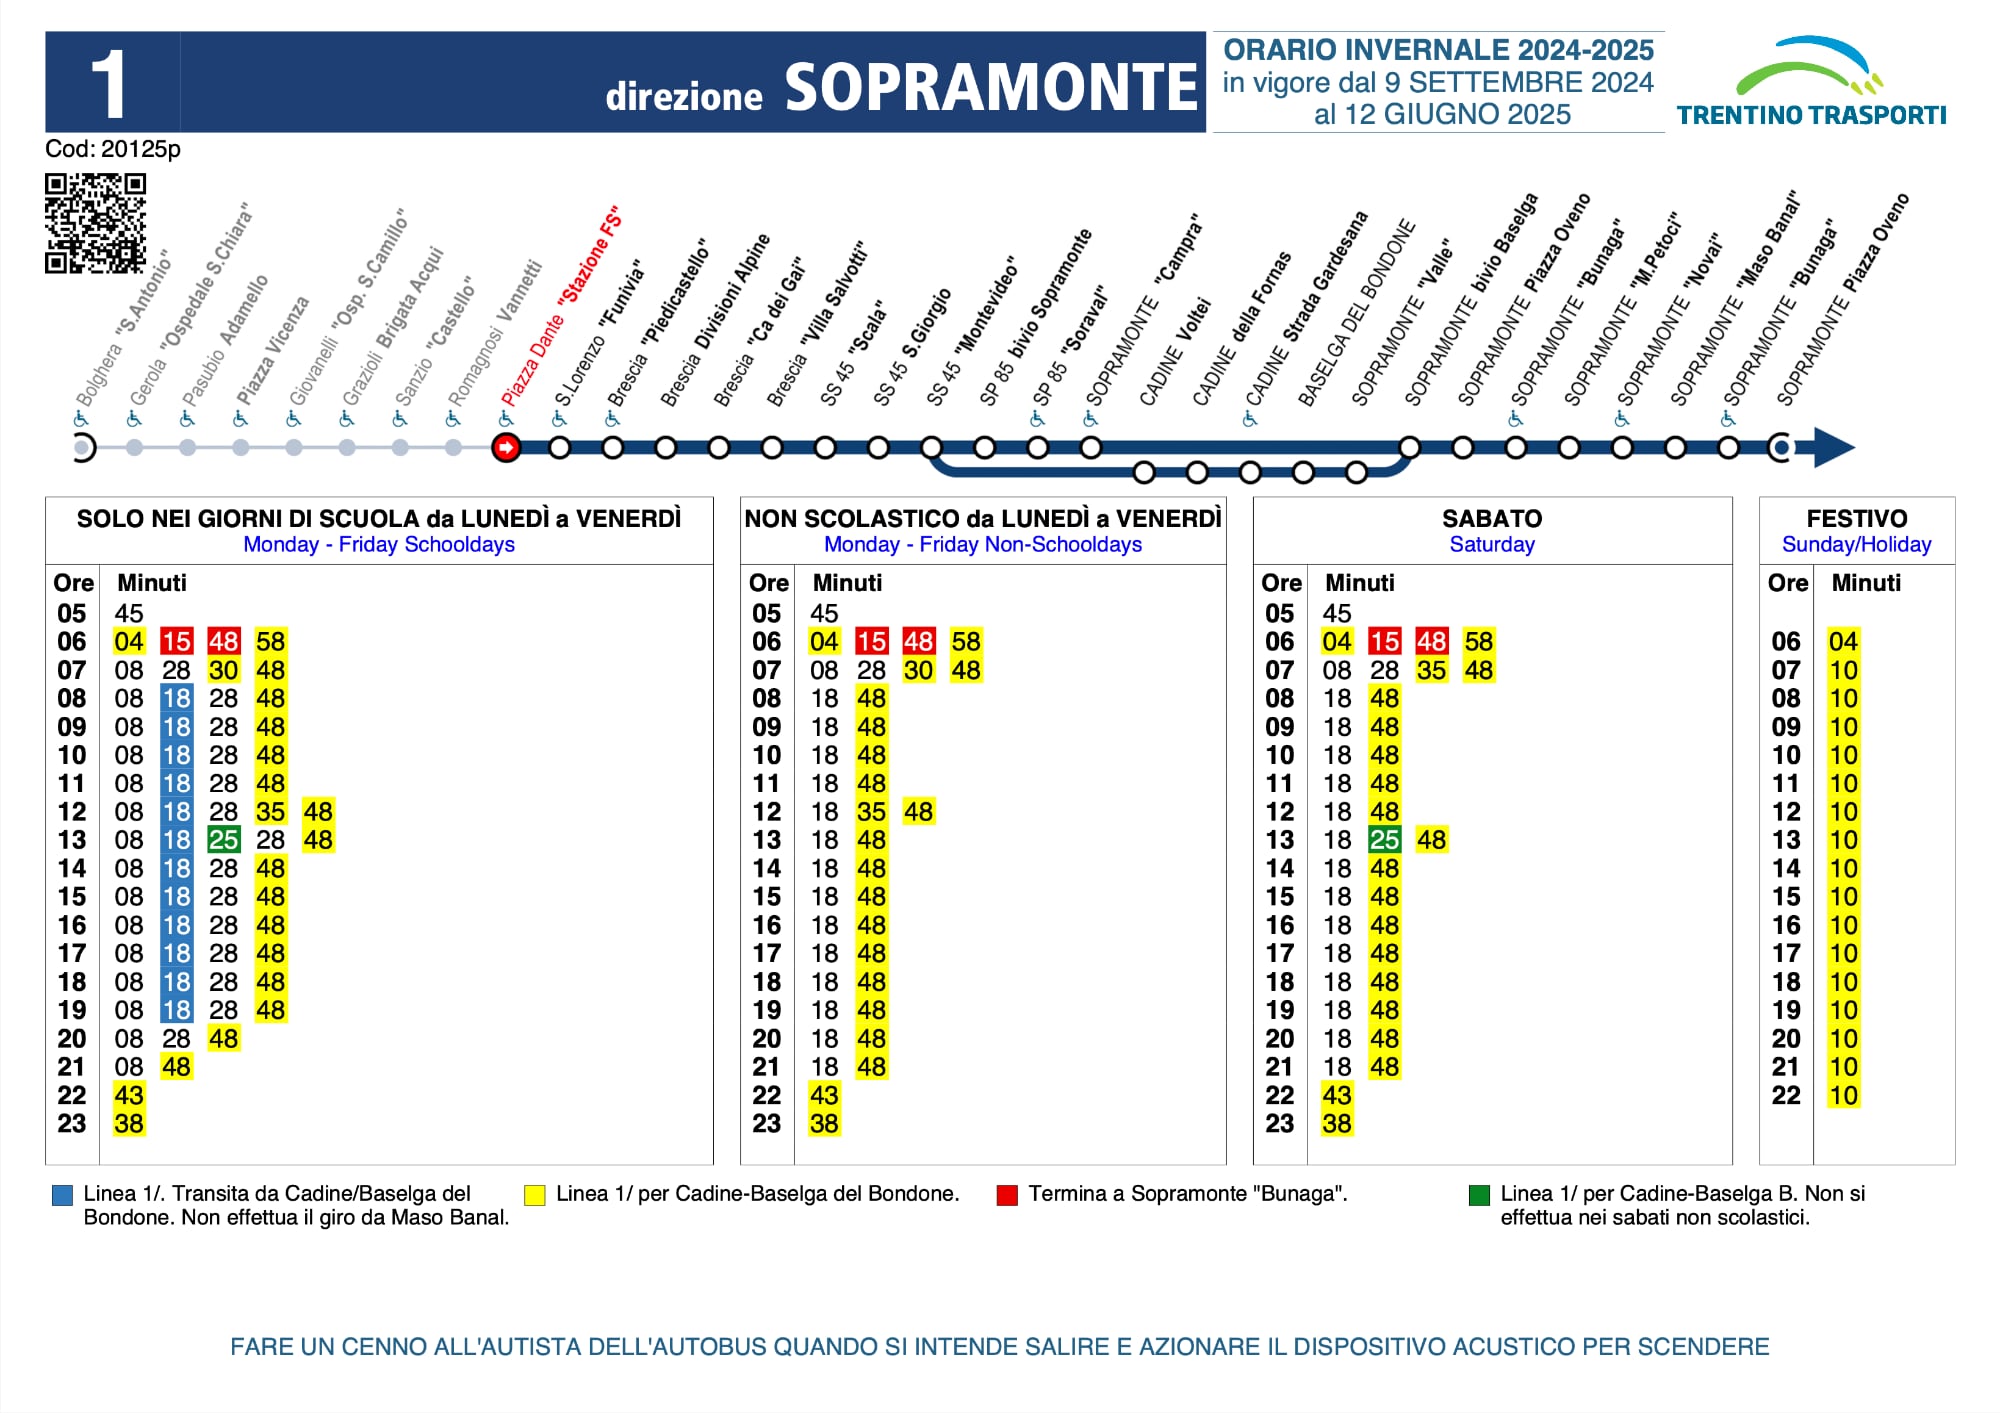 1
direzione SOPRAMONTE
ORARIO INVERNALE 2024-2025
in vigore dal 9 SETTEMBRE 2024
al 12 GIUGNO 2025
TRENTINO TRASPORTI
Cod: 20125p
Bolghera "S.Antonio"
Gerola "Ospedale S.Chiara"
Pasubio Adamello
Piazza Vicenza
Giovanelli "Osp. S.Camillo"
Grazioli Brigata Acqui
Sanzio "Castello"
Romagnosi Vannetti
Piazza Dante "Stazione FS"
S.Lorenzo "Funivia"
Brescia "Piedicastello"
Brescia Divisioni Alpine
Brescia "Ca dei Gai"
Brescia "Villa Salvotti"
SS 45 "Scala"
SS 45 S.Giorgio
SS 45 "Montevideo"
SP 85 bivio Sopramonte
SP 85 "Soraval"
SOPRAMONTE "Campra"
CADINE Voltei
CADINE della Fornas
CADINE Strada Gardesana
BASELGA DEL BONDONE
SOPRAMONTE "Valle"
SOPRAMONTE bivio Baselga
SOPRAMONTE Piazza Oveno
SOPRAMONTE "Bunaga"
SOPRAMONTE "M.Petoci"
SOPRAMONTE "Novai"
SOPRAMONTE "Maso Banal"
SOPRAMONTE "Bunaga"
SOPRAMONTE Piazza Oveno
SOLO NEI GIORNI DI SCUOLA da LUNEDÌ a VENERDÌ
Monday - Friday Schooldays
Ore Minuti
05 45
06 04 15 48 58
07 08 28 30 48
08 08 18 28 48
09 08 18 28 48
10 08 18 28 48
11 08 18 28 48
12 08 18 28 35 48
13 08 18 25 28 48
14 08 18 28 48
15 08 18 28 48
16 08 18 28 48
17 08 18 28 48
18 08 18 28 48
19 08 18 28 48
20 08 28 48
21 08 48
22 43
23 38
NON SCOLASTICO da LUNEDÌ a VENERDÌ
Monday - Friday Non-Schooldays
Ore Minuti
05 45
06 04 15 48 58
07 08 28 30 48
08 18 48
09 18 48
10 18 48
11 18 48
12 18 35 48
13 18 48
14 18 48
15 18 48
16 18 48
17 18 48
18 18 48
19 18 48
20 18 48
21 18 48
22 43
23 38
SABATO
Saturday
Ore Minuti
05 45
06 04 15 48 58
07 08 28 35 48
08 18 48
09 18 48
10 18 48
11 18 48
12 18 48
13 18 25 48
14 18 48
15 18 48
16 18 48
17 18 48
18 18 48
19 18 48
20 18 48
21 18 48
22 43
23 38
FESTIVO
Sunday/Holiday
Ore Minuti
06 04
07 10
08 10
09 10
10 10
11 10
12 10
13 10
14 10
15 10
16 10
17 10
18 10
19 10
20 10
21 10
22 10
Linea 1/. Transita da Cadine/Baselga del
Bondone. Non effettua il giro da Maso Banal.
Linea 1/ per Cadine-Baselga del Bondone.
Termina a Sopramonte "Bunaga".
Linea 1/ per Cadine-Baselga B. Non si
effettua nei sabati non scolastici.
FARE UN CENNO ALL'AUTISTA DELL'AUTOBUS QUANDO SI INTENDE SALIRE E AZIONARE IL DISPOSITIVO ACUSTICO PER SCENDERE